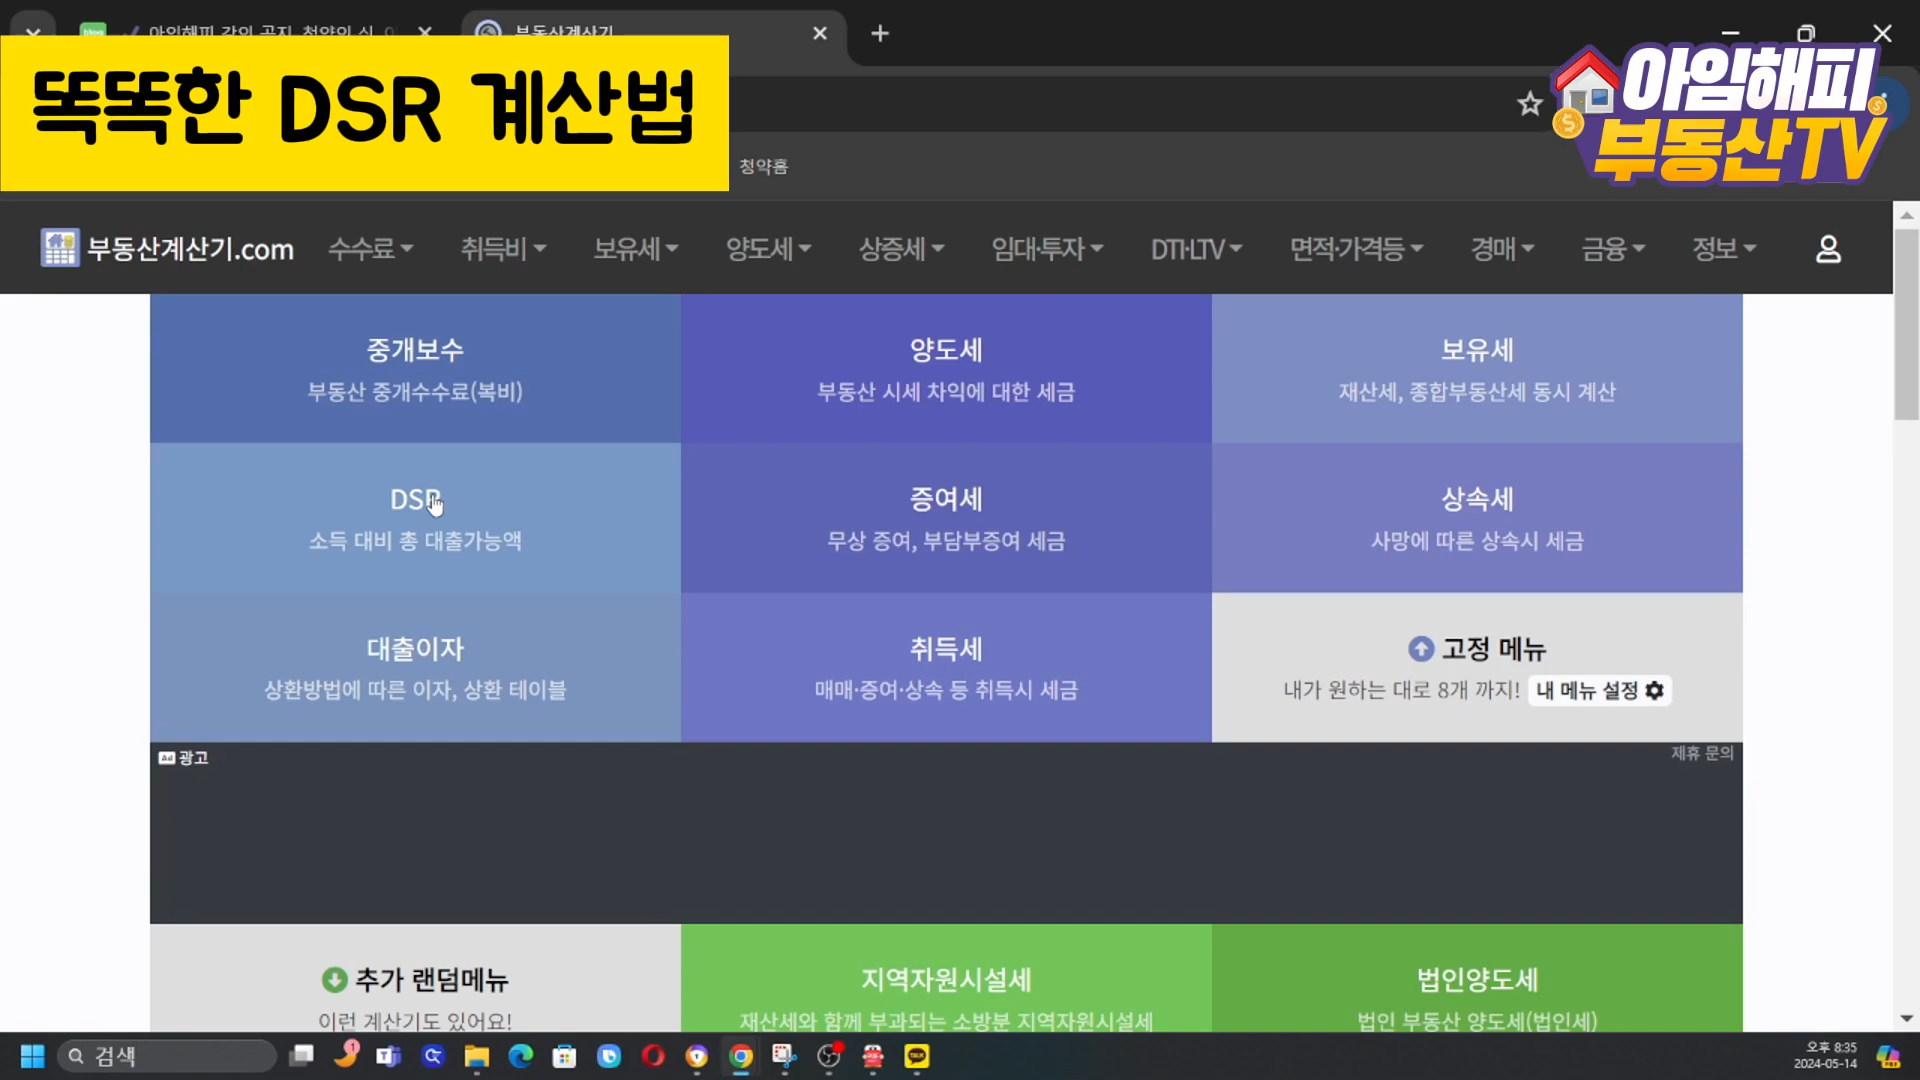 부동산계산기
똑똑한 DSR 계산법
아임해피
부동산TV
청약홈
부동산계산기.com
수수료
취득비
보유세
양도세
상증세
임대·투자
DTI·LTV
면적·가격등
경매
금융
정보
중개보수
부동산 중개수수료(복비)
양도세
부동산 시세 차익에 대한 세금
보유세
재산세, 종합부동산세 동시 계산
DSR
소득 대비 총 대출가능액
증여세
무상 증여, 부담부증여 세금
상속세
사망에 따른 상속시 세금
대출이자
상환방법에 따른 이자, 상환 테이블
취득세
매매·증여·상속 등 취득시 세금
고정 메뉴
내가 원하는 대로 8개 까지! 내 메뉴 설정
Ad 광고
제휴 문의
추가 랜덤메뉴
이런 계산기도 있어요!
지역자원시설세
재산세와 함께 부과되는 소방분 지역자원시설세
법인양도세
법인 부동산 양도세(법인세)
검색
오후 8:35
2024-05-14